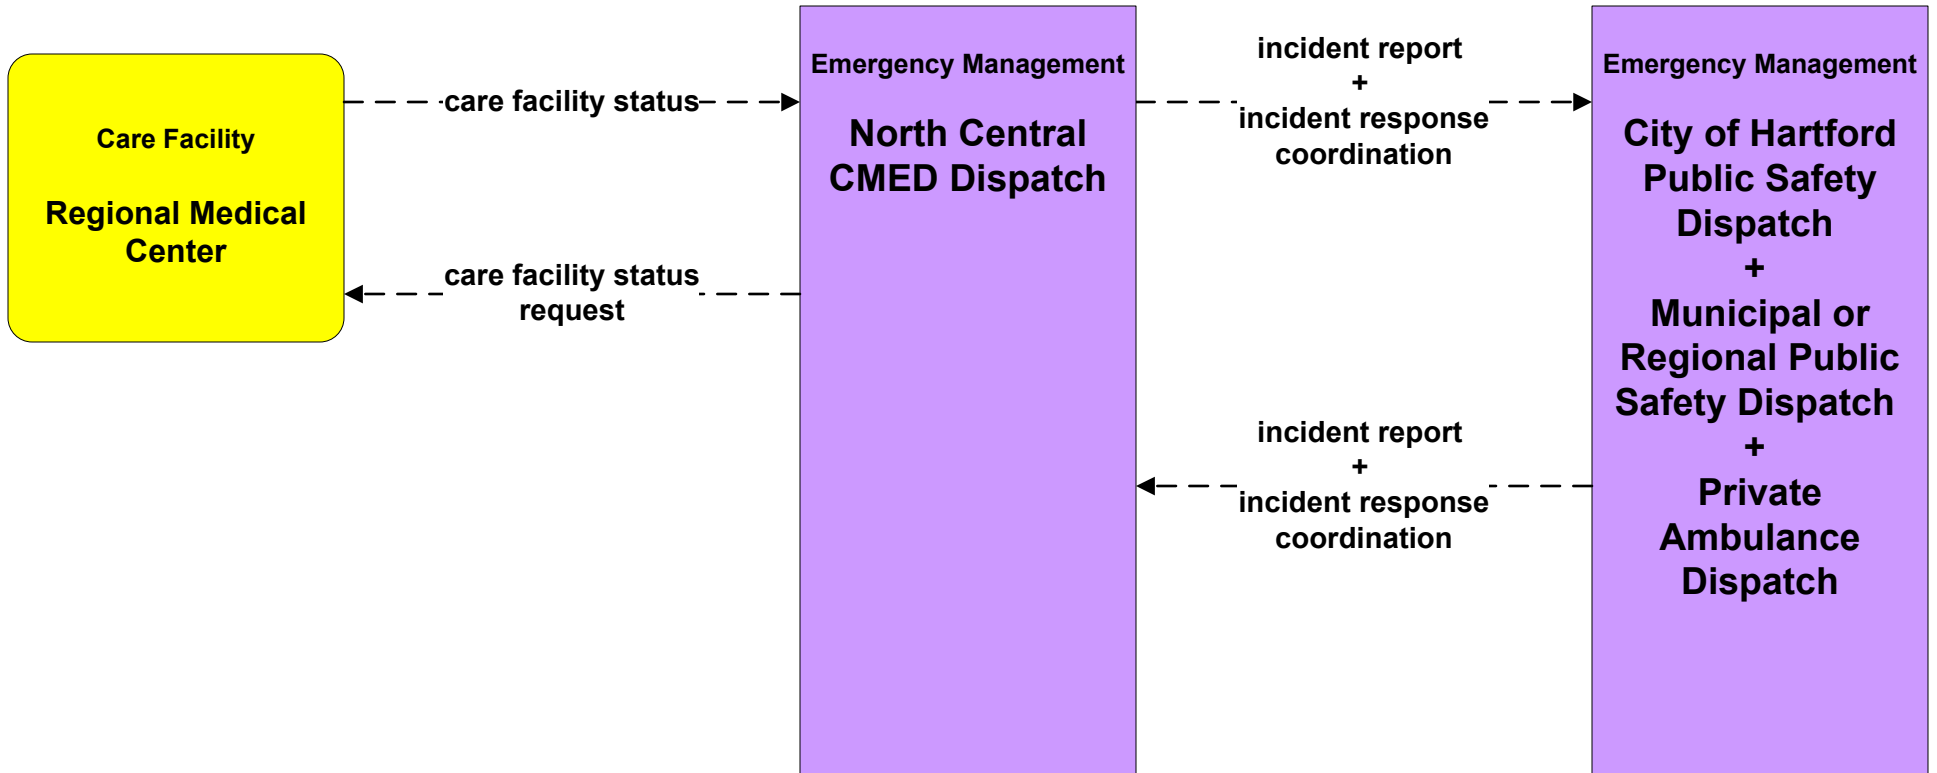 Care Facility
Regional Medical
Center
care facility status
care facility status
request
Emergency Management
North Central
CMED Dispatch
incident report
+
incident response
coordination
incident report
+
incident response
coordination
Emergency Management
City of Hartford
Public Safety
Dispatch
+
Municipal or
Regional Public
Safety Dispatch
+
Private
Ambulance
Dispatch